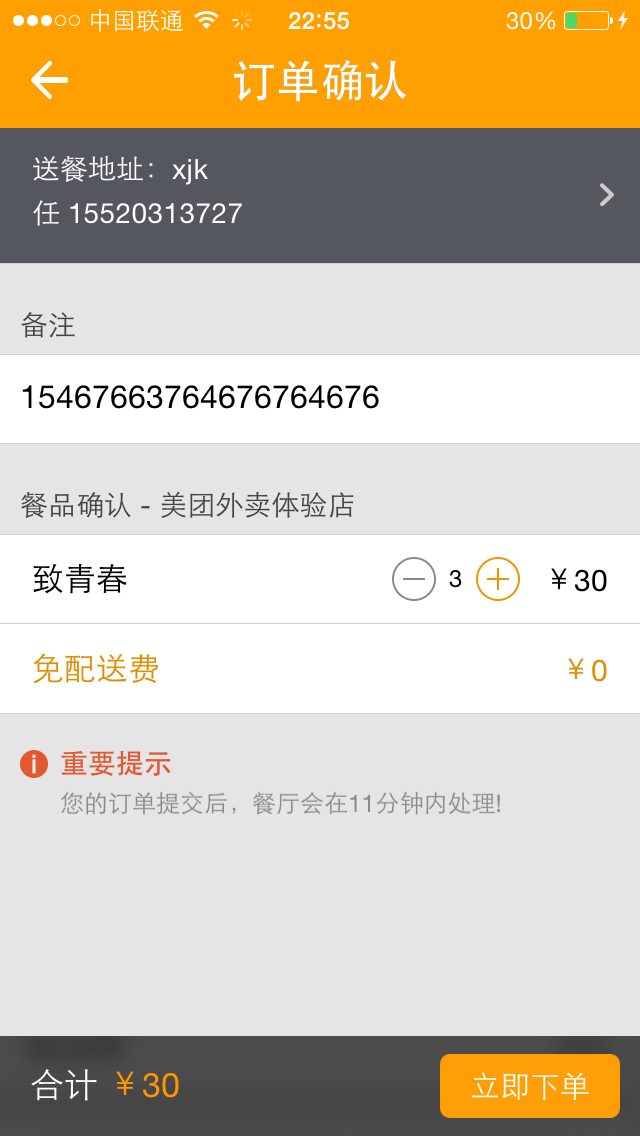 中国联通 22:55 30%
订单确认
送餐地址：xjk
任 15520313727
备注
15467663764676764676
餐品确认 - 美团外卖体验店
致青春 3 ¥30
免配送费 ¥0
重要提示
您的订单提交后，餐厅会在11分钟内处理!
合计 ¥30 立即下单